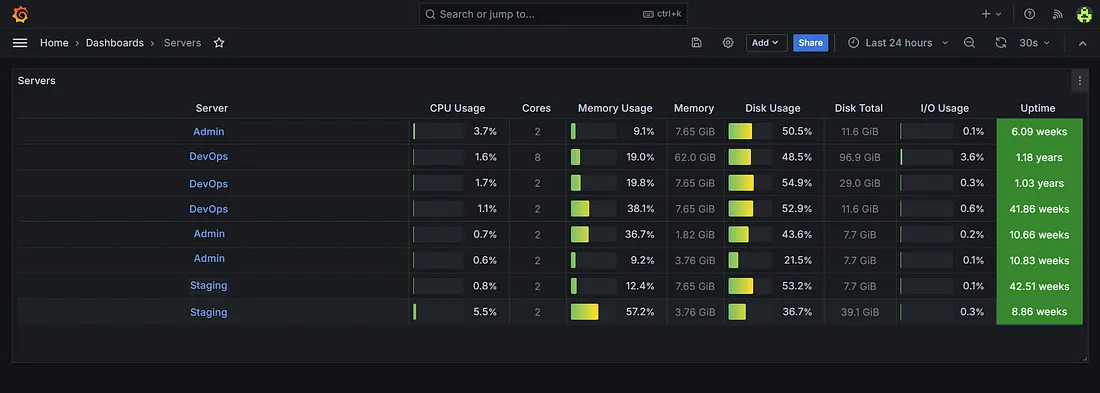 Search or jump to... ctrl+k
Home › Dashboards › Servers Add Share Last 24 hours 30s
Servers
Server CPU Usage Cores Memory Usage Memory Disk Usage Disk Total I/O Usage Uptime
Admin 3.7% 2 9.1% 7.65 GiB 50.5% 11.6 GiB 0.1% 6.09 weeks
DevOps 1.6% 8 19.0% 62.0 GiB 48.5% 96.9 GiB 3.6% 1.18 years
DevOps 1.7% 2 19.8% 7.65 GiB 54.9% 29.0 GiB 0.3% 1.03 years
DevOps 1.1% 2 38.1% 7.65 GiB 52.9% 11.6 GiB 0.6% 41.86 weeks
Admin 0.7% 2 36.7% 1.82 GiB 43.6% 7.7 GiB 0.2% 10.66 weeks
Admin 0.6% 2 9.2% 3.76 GiB 21.5% 7.7 GiB 0.1% 10.83 weeks
Staging 0.8% 2 12.4% 7.65 GiB 53.2% 7.7 GiB 0.1% 42.51 weeks
Staging 5.5% 2 57.2% 3.76 GiB 36.7% 39.1 GiB 0.3% 8.86 weeks